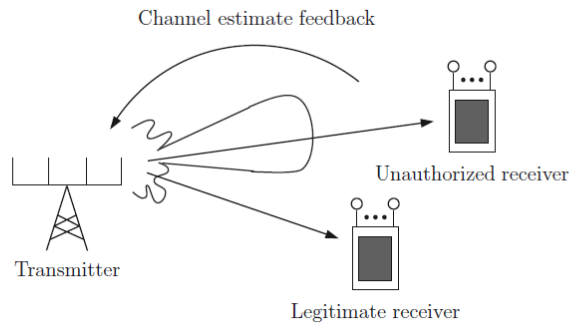 Channel estimate feedback
Unauthorized receiver
Transmitter
Legitimate receiver